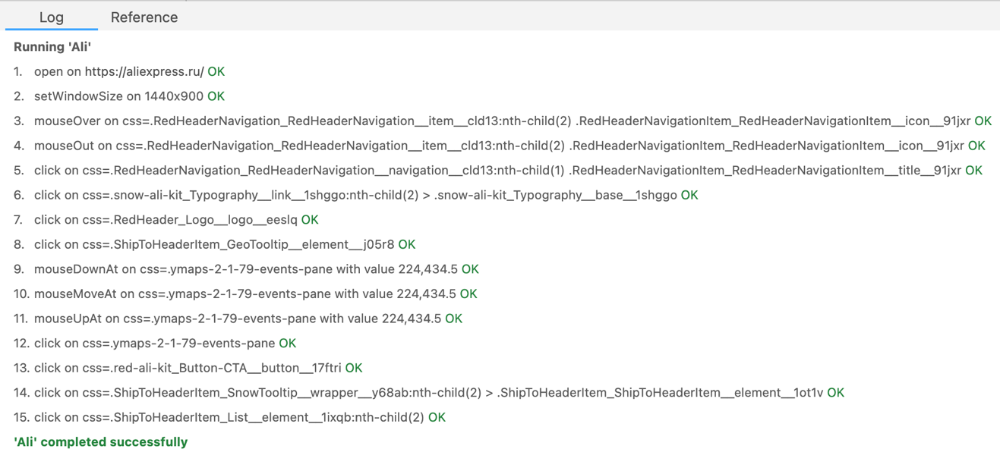 Log Reference
Running 'Ali'
1. open on https://aliexpress.ru/ OK
2. setWindowSize on 1440x900 OK
3. mouseOver on css=.RedHeaderNavigation_RedHeaderNavigation__item__cld13:nth-child(2) .RedHeaderNavigationItem_RedHeaderNavigationItem__icon__91jxr OK
4. mouseOut on css=.RedHeaderNavigation_RedHeaderNavigation__item__cld13:nth-child(2) .RedHeaderNavigationItem_RedHeaderNavigationItem__icon__91jxr OK
5. click on css=.RedHeaderNavigation_RedHeaderNavigation__navigation__cld13:nth-child(1) .RedHeaderNavigationItem_RedHeaderNavigationItem__title__91jxr OK
6. click on css=.snow-ali-kit_Typography__link__1shggo:nth-child(2) > .snow-ali-kit_Typography__base__1shggo OK
7. click on css=.RedHeader_Logo__logo__eeslq OK
8. click on css=.ShipToHeaderItem_GeoTooltip__element__j05r8 OK
9. mouseDownAt on css=.ymaps-2-1-79-events-pane with value 224,434.5 OK
10. mouseMoveAt on css=.ymaps-2-1-79-events-pane with value 224,434.5 OK
11. mouseUpAt on css=.ymaps-2-1-79-events-pane with value 224,434.5 OK
12. click on css=.ymaps-2-1-79-events-pane OK
13. click on css=.red-ali-kit_Button-CTA__button__17ftri OK
14. click on css=.ShipToHeaderItem_SnowTooltip__wrapper__y68ab:nth-child(2) > .ShipToHeaderItem_ShipToHeaderItem__element__1ot1v OK
15. click on css=.ShipToHeaderItem_List__element__1ixqb:nth-child(2) OK
'Ali' completed successfully